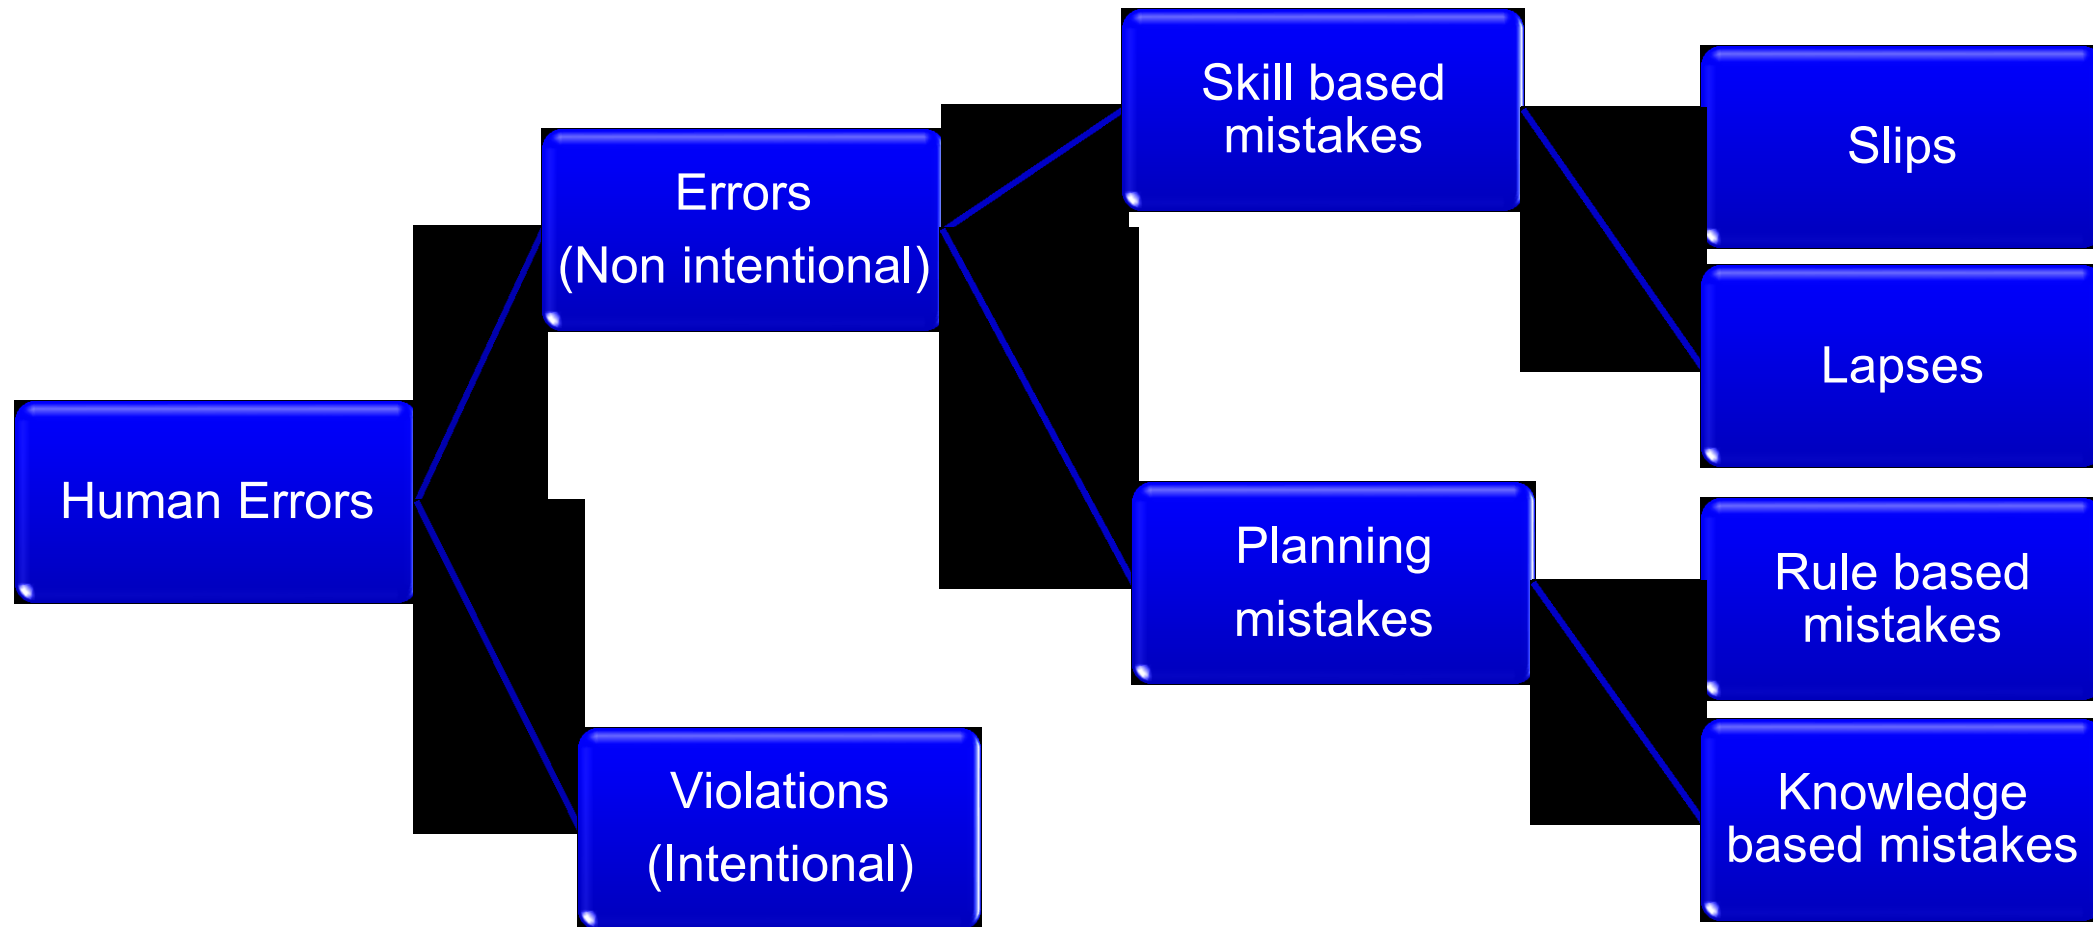 Human Errors
Errors
(Non intentional)
Violations
(Intentional)
Skill based
mistakes
Planning
mistakes
Slips
Lapses
Rule based
mistakes
Knowledge
based mistakes